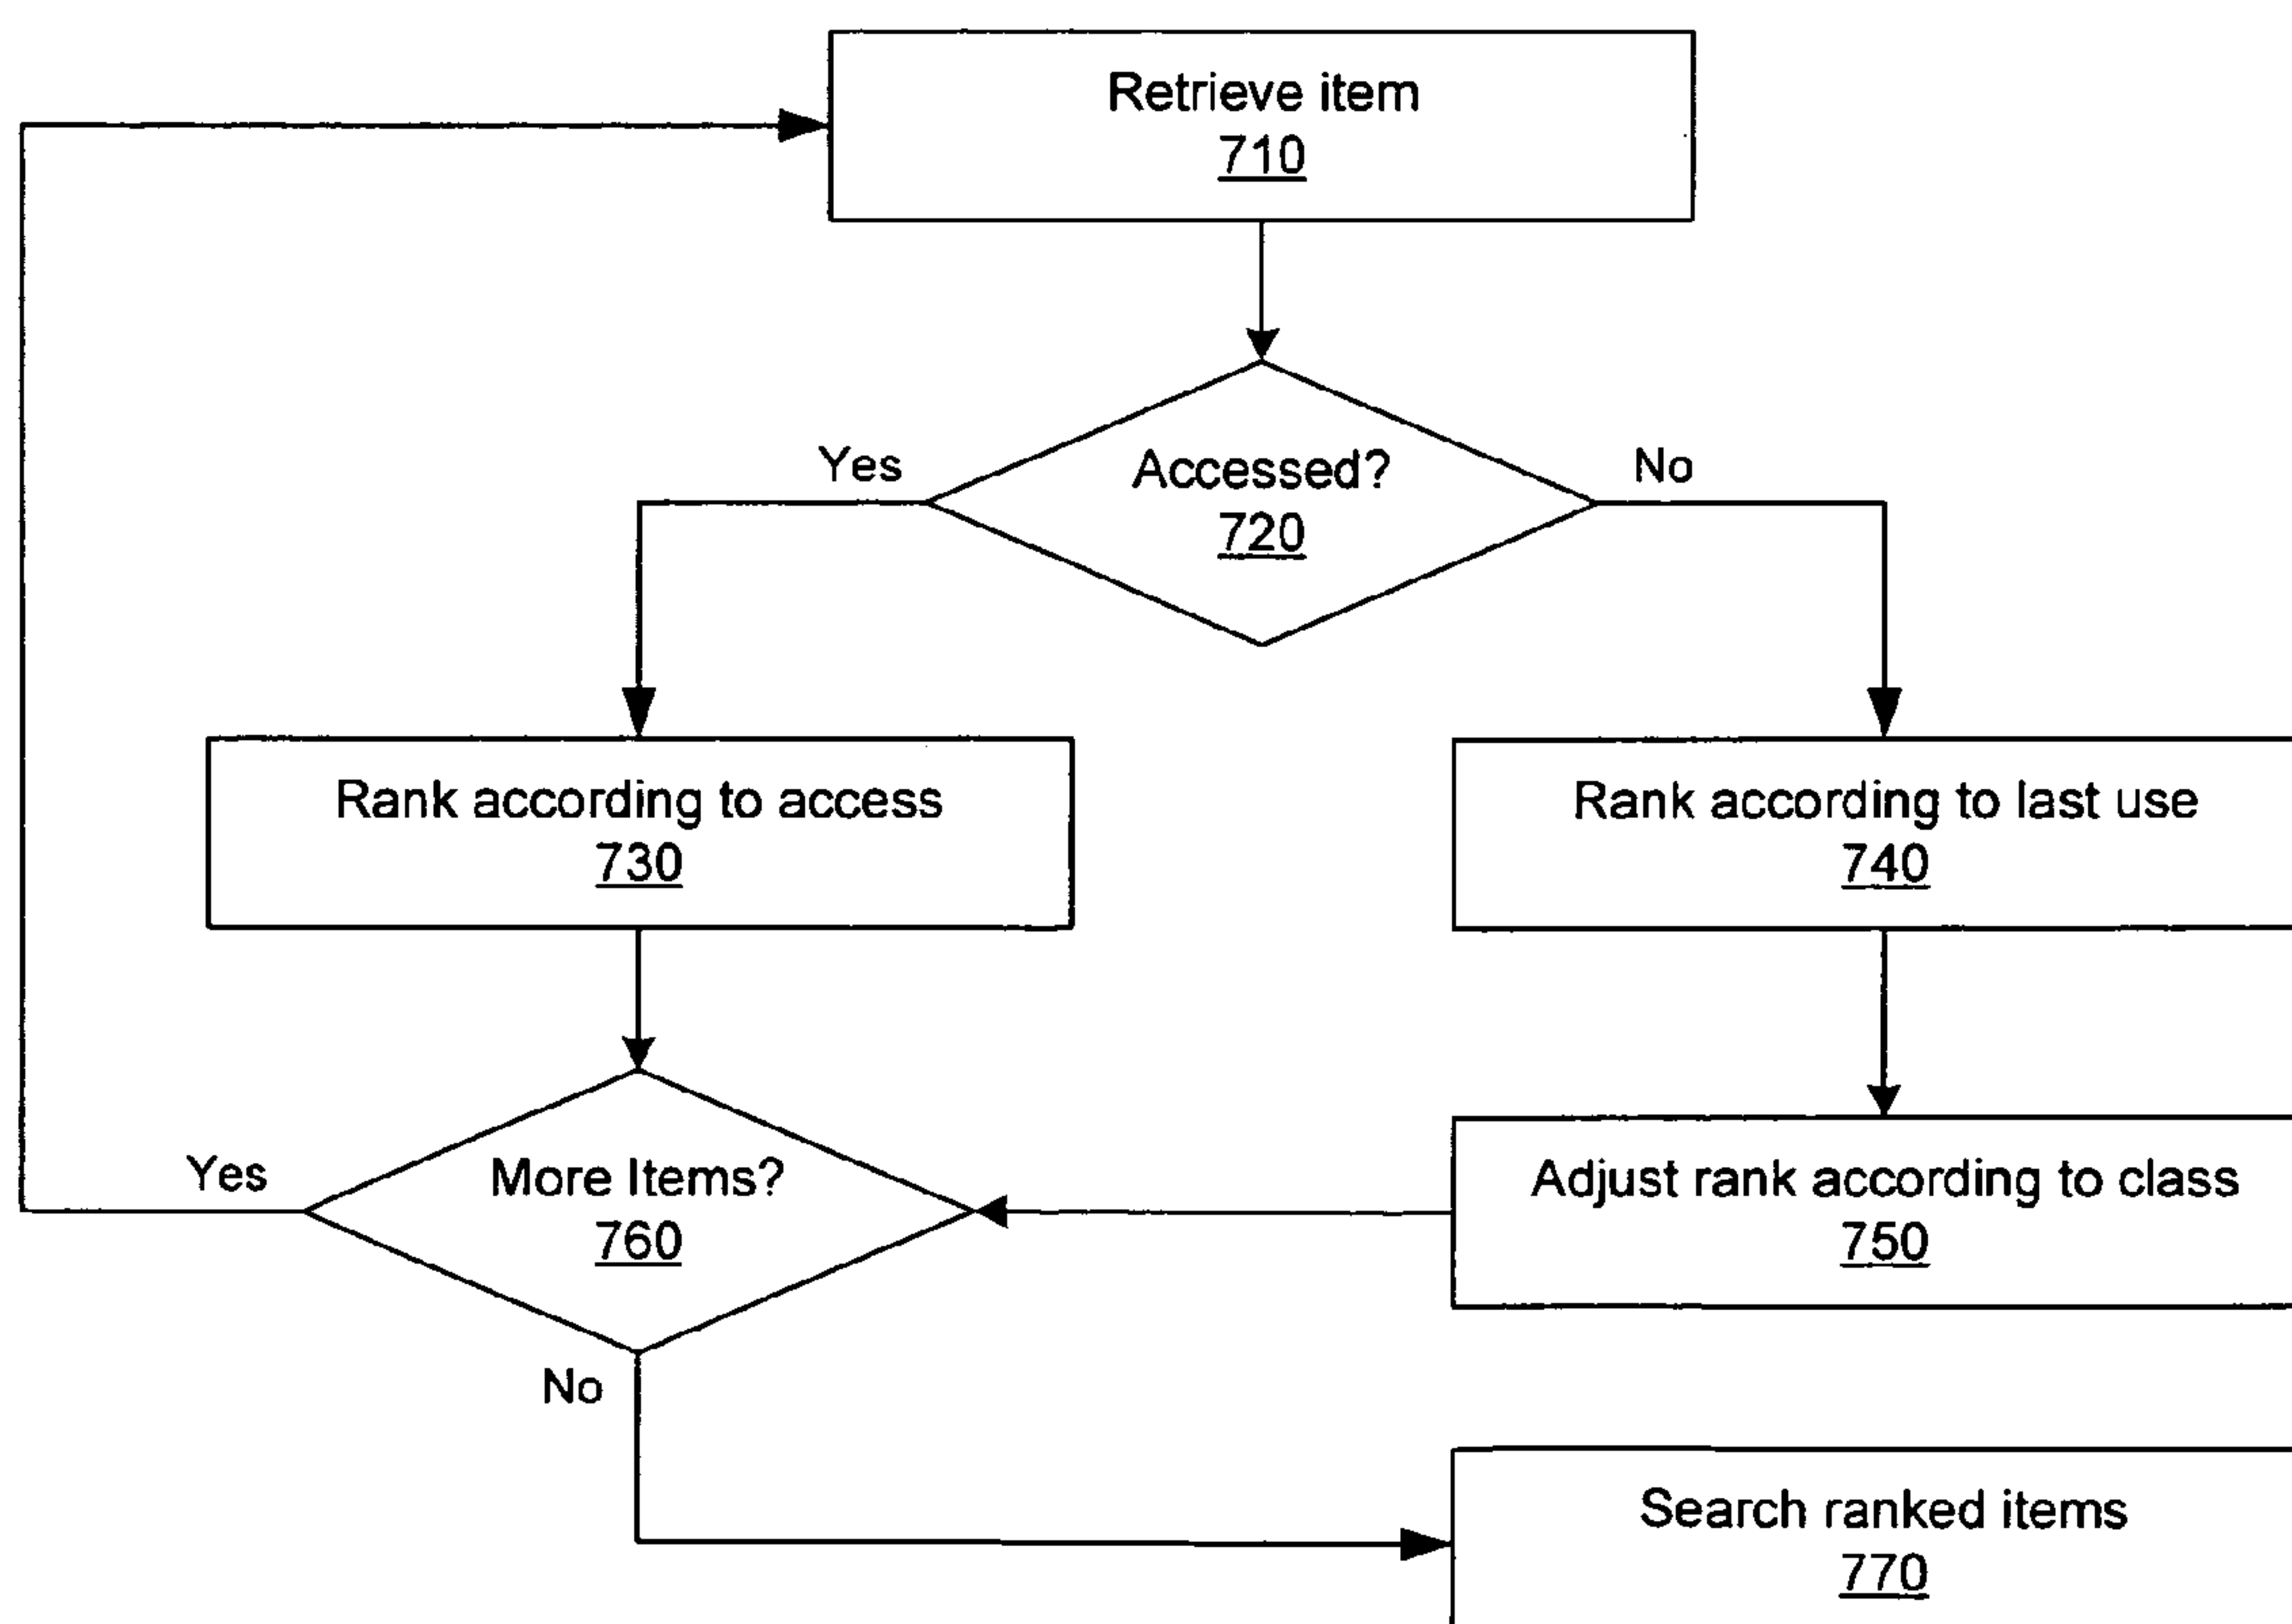 Retrieve item
710
Accessed?
720
Yes
No
Rank according to access
730
Rank according to last use
740
More Items?
760
Yes
No
Adjust rank according to class
750
Search ranked items
770